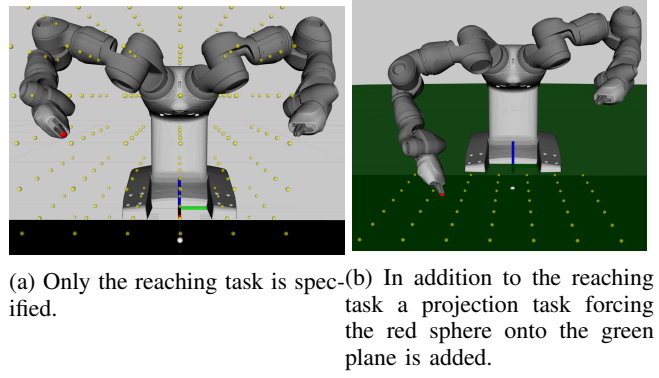 (a) Only the reaching task is spec-
ified.
(b) In addition to the reaching
task a projection task forcing
the red sphere onto the green
plane is added.